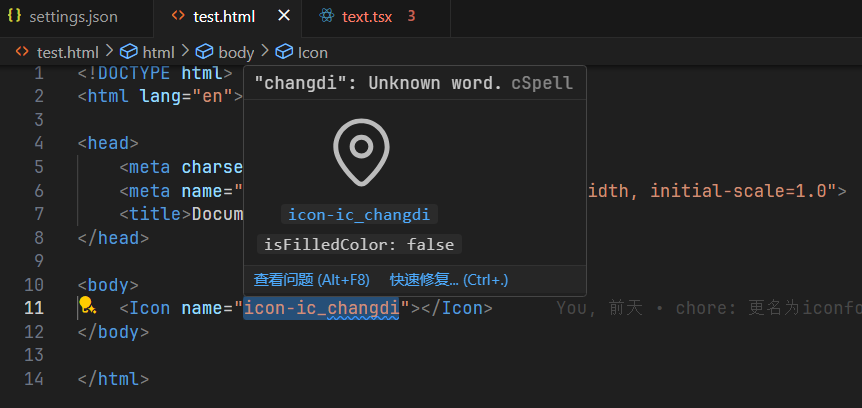 settings.json
test.html
text.tsx 3
test.html > html > body > Icon
1 <!DOCTYPE html>
2 <html lang="en">
3
4 <head>
5 <meta charse
6 <meta name=" idth, initial-scale=1.0">
7 <title>Docum
8 </head>
9
10 <body>
11 <Icon name="icon-ic_changdi"></Icon> You, 前天 • chore: 更名为iconfo
12 </body>
13
14 </html>
"changdi": Unknown word. cSpell
icon-ic_changdi
isFilledColor: false
查看问题 (Alt+F8) 快速修复... (Ctrl+.)